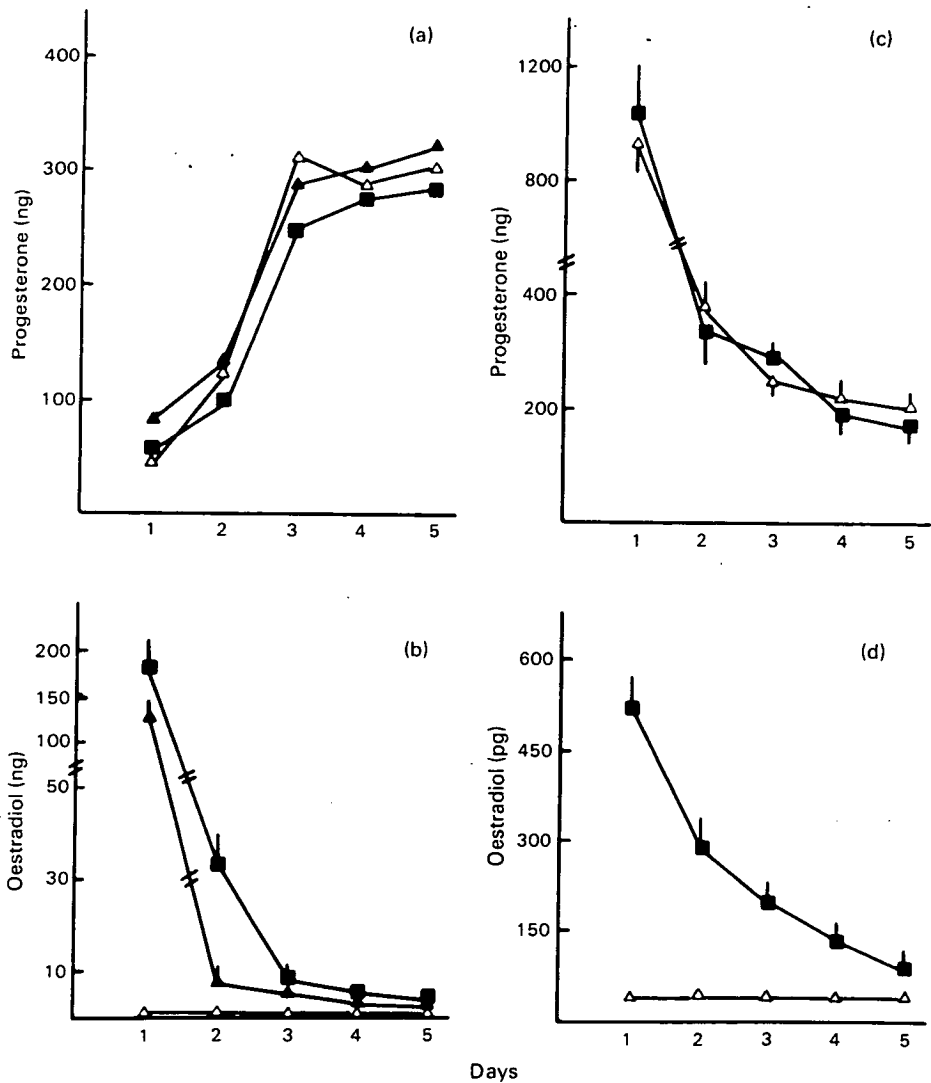 (a)
Progesterone (ng)
400
300
200
100
1 2 3 4 5
(c)
Progesterone (ng)
1200
800
400
200
1 2 3 4 5
(b)
Oestradiol (ng)
200
150
100
50
30
10
1 2 3 4 5
(d)
Oestradiol (pg)
600
450
300
150
1 2 3 4 5
Days